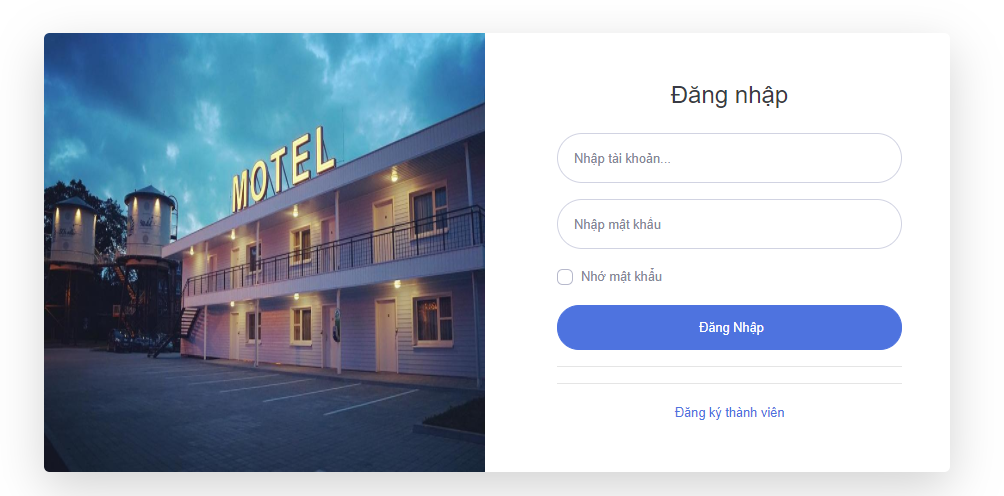 MOTEL
Đăng nhập
Nhập tài khoản...
Nhập mật khẩu
Nhớ mật khẩu
Đăng Nhập
Đăng ký thành viên